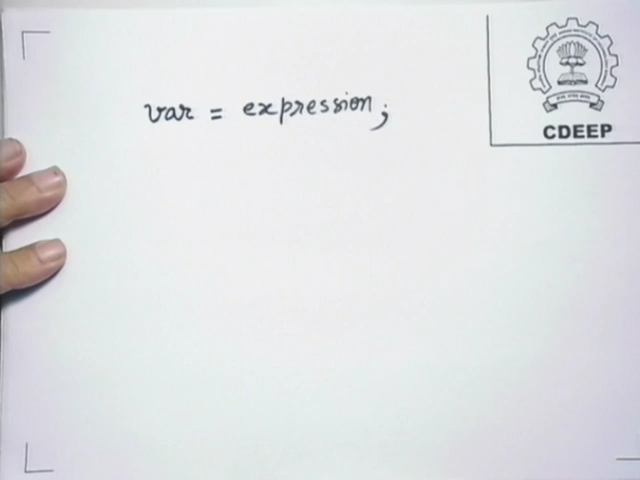 var = expression;
CDEEP